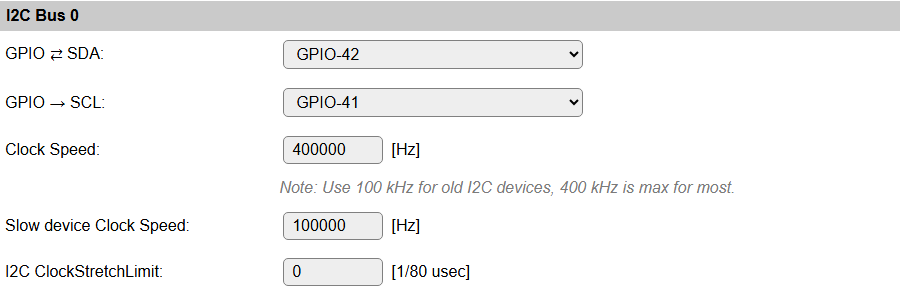 I2C Bus 0
GPIO ⇄ SDA: GPIO-42
GPIO → SCL: GPIO-41
Clock Speed: 400000 [Hz]
Note: Use 100 kHz for old I2C devices, 400 kHz is max for most.
Slow device Clock Speed: 100000 [Hz]
I2C ClockStretchLimit: 0 [1/80 usec]